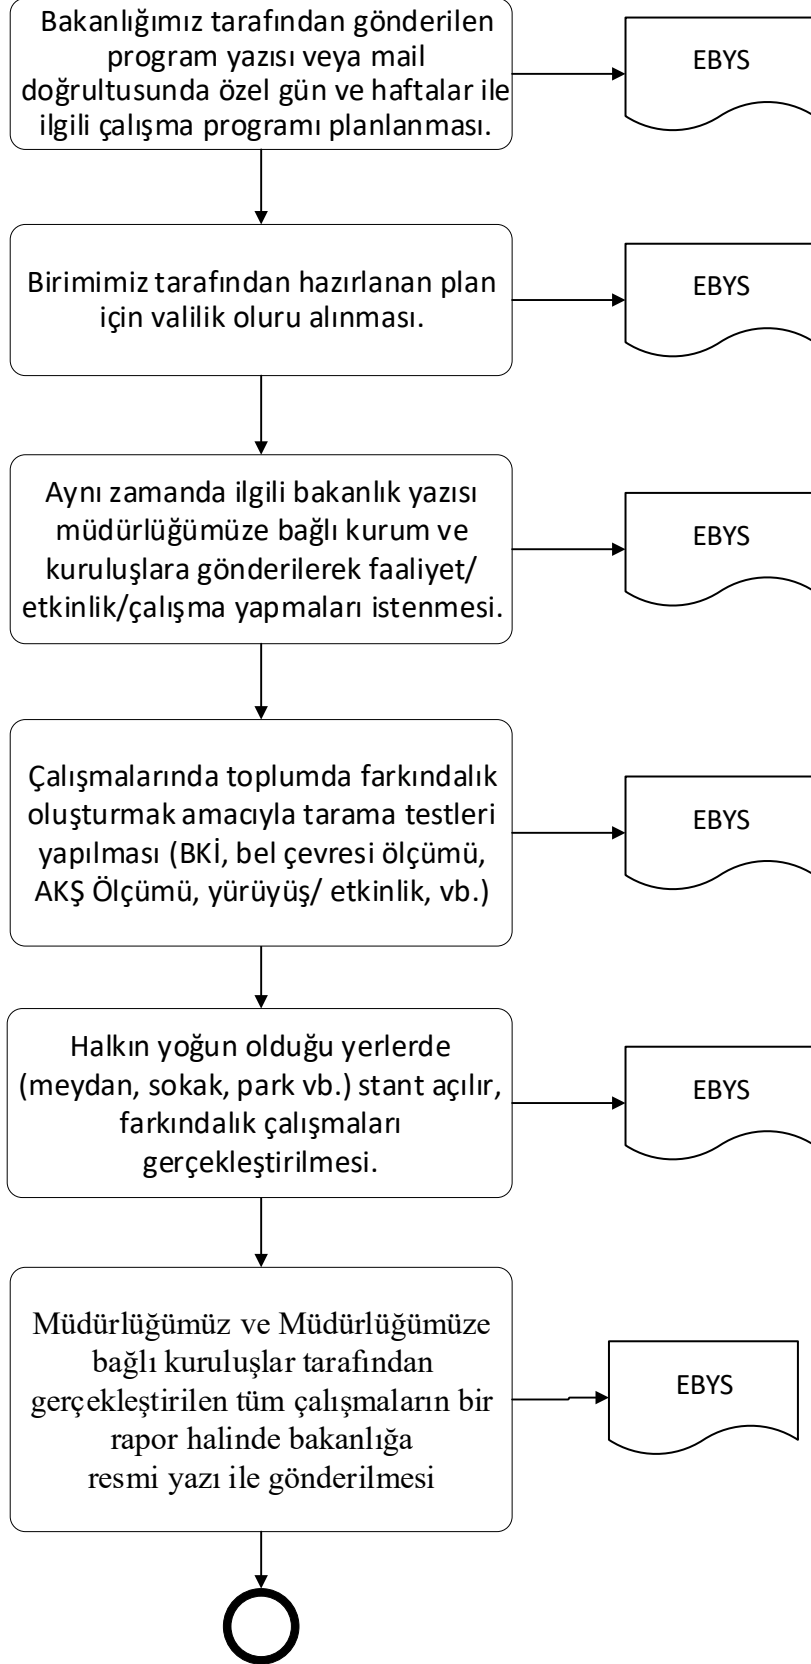 Bakanlığımız tarafından gönderilen
program yazısı veya mail
doğrultusunda özel gün ve haftalar ile
ilgili çalışma programı planlanması.
EBYS
Birimimiz tarafından hazırlanan plan
için valilik oluru alınması.
EBYS
Aynı zamanda ilgili bakanlık yazısı
müdürlüğümüze bağlı kurum ve
kuruluşlara gönderilerek faaliyet/
etkinlik/çalışma yapmaları istenmesi.
EBYS
Çalışmalarında toplumda farkındalık
oluşturmak amacıyla tarama testleri
yapılması (BKİ, bel çevresi ölçümü,
AKŞ Ölçümü, yürüyüş/ etkinlik, vb.)
EBYS
Halkın yoğun olduğu yerlerde
(meydan, sokak, park vb.) stant açılır,
farkındalık çalışmaları
gerçekleştirilmesi.
EBYS
Müdürlüğümüz ve Müdürlüğümüze
bağlı kuruluşlar tarafından
gerçekleştirilen tüm çalışmaların bir
rapor halinde bakanlığa
resmi yazı ile gönderilmesi
EBYS